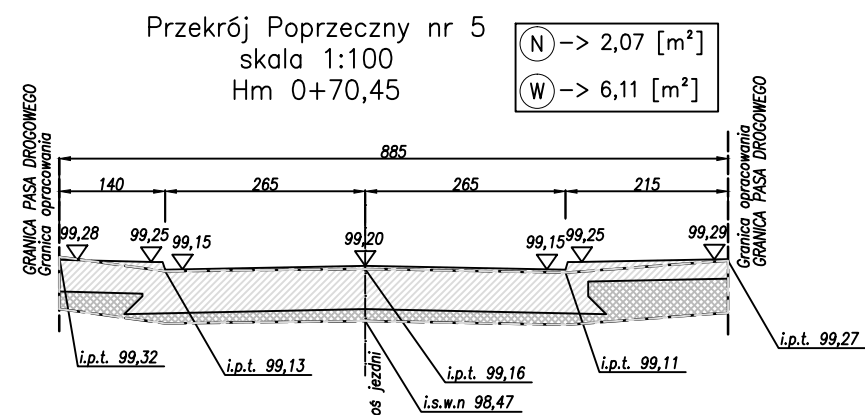 Przekrój Poprzeczny nr 5
skala 1:100
Hm 0+70,45
N -> 2,07 [m²]
W -> 6,11 [m²]
GRANICA PASA DROGOWEGO
Granica opracowania
Granica opracowania
GRANICA PASA DROGOWEGO
885
140
265
265
215
99,28
99,25
99,15
99,20
99,15
99,25
99,29
i.p.t. 99,32
i.p.t. 99,13
i.p.t. 99,16
i.p.t. 99,11
i.p.t. 99,27
i.s.w.n 98,47
oś jezdni